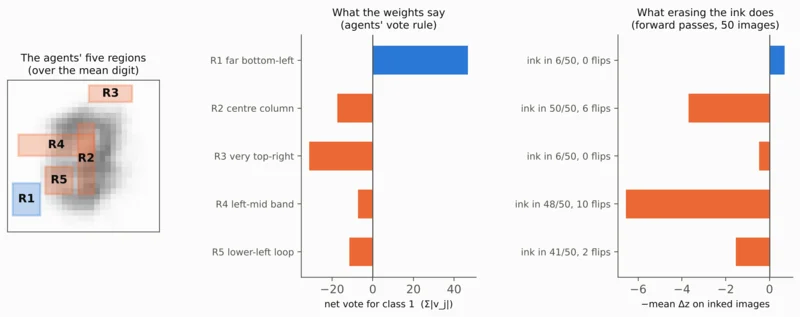 The agents' five regions
(over the mean digit)
R3
R4
R2
R5
R1
What the weights say
(agents' vote rule)
R1 far bottom-left
R2 centre column
R3 very top-right
R4 left-mid band
R5 lower-left loop
−20 0 20 40
net vote for class 1 (Σ|v_j|)
What erasing the ink does
(forward passes, 50 images)
ink in 6/50, 0 flips
ink in 50/50, 6 flips
ink in 6/50, 0 flips
ink in 48/50, 10 flips
ink in 41/50, 2 flips
−6 −4 −2 0
−mean Δz on inked images